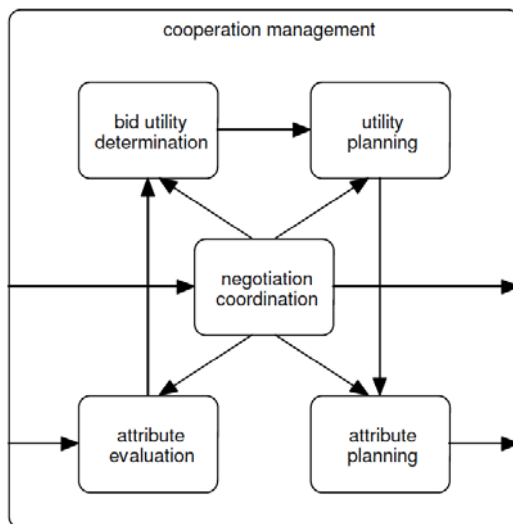 cooperation management
bid utility
determination
utility
planning
negotiation
coordination
attribute
evaluation
attribute
planning